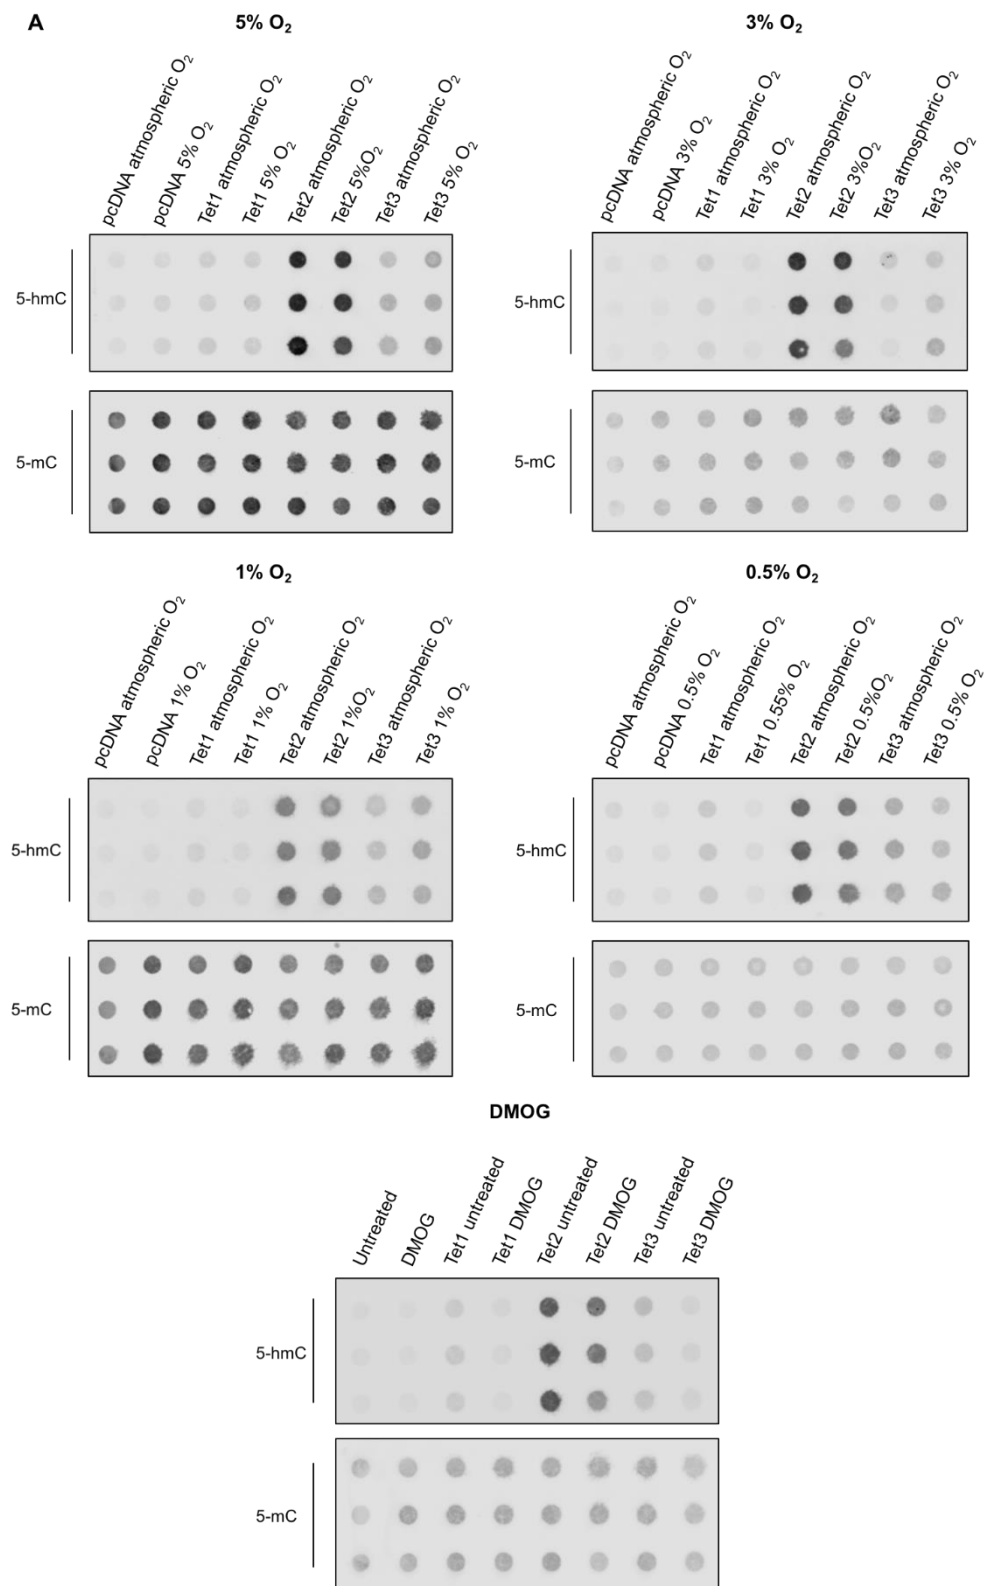 A
5% O₂
pcDNA atmospheric O₂
pcDNA 5% O₂
Tet1 atmospheric O₂
Tet1 5% O₂
Tet2 atmospheric O₂
Tet2 5%O₂
Tet3 atmospheric O₂
Tet3 5% O₂
5-hmC
5-mC
3% O₂
pcDNA atmospheric O₂
pcDNA 3% O₂
Tet1 atmospheric O₂
Tet1 3% O₂
Tet2 atmospheric O₂
Tet2 3%O₂
Tet3 atmospheric O₂
Tet3 3% O₂
5-hmC
5-mC
1% O₂
pcDNA atmospheric O₂
pcDNA 1% O₂
Tet1 atmospheric O₂
Tet1 1% O₂
Tet2 atmospheric O₂
Tet2 1%O₂
Tet3 atmospheric O₂
Tet3 1% O₂
5-hmC
5-mC
0.5% O₂
pcDNA atmospheric O₂
pcDNA 0.5% O₂
Tet1 atmospheric O₂
Tet1 0.55% O₂
Tet2 atmospheric O₂
Tet2 0.5%O₂
Tet3 atmospheric O₂
Tet3 0.5% O₂
5-hmC
5-mC
DMOG
Untreated
DMOG
Tet1 untreated
Tet1 DMOG
Tet2 untreated
Tet2 DMOG
Tet3 untreated
Tet3 DMOG
5-hmC
5-mC